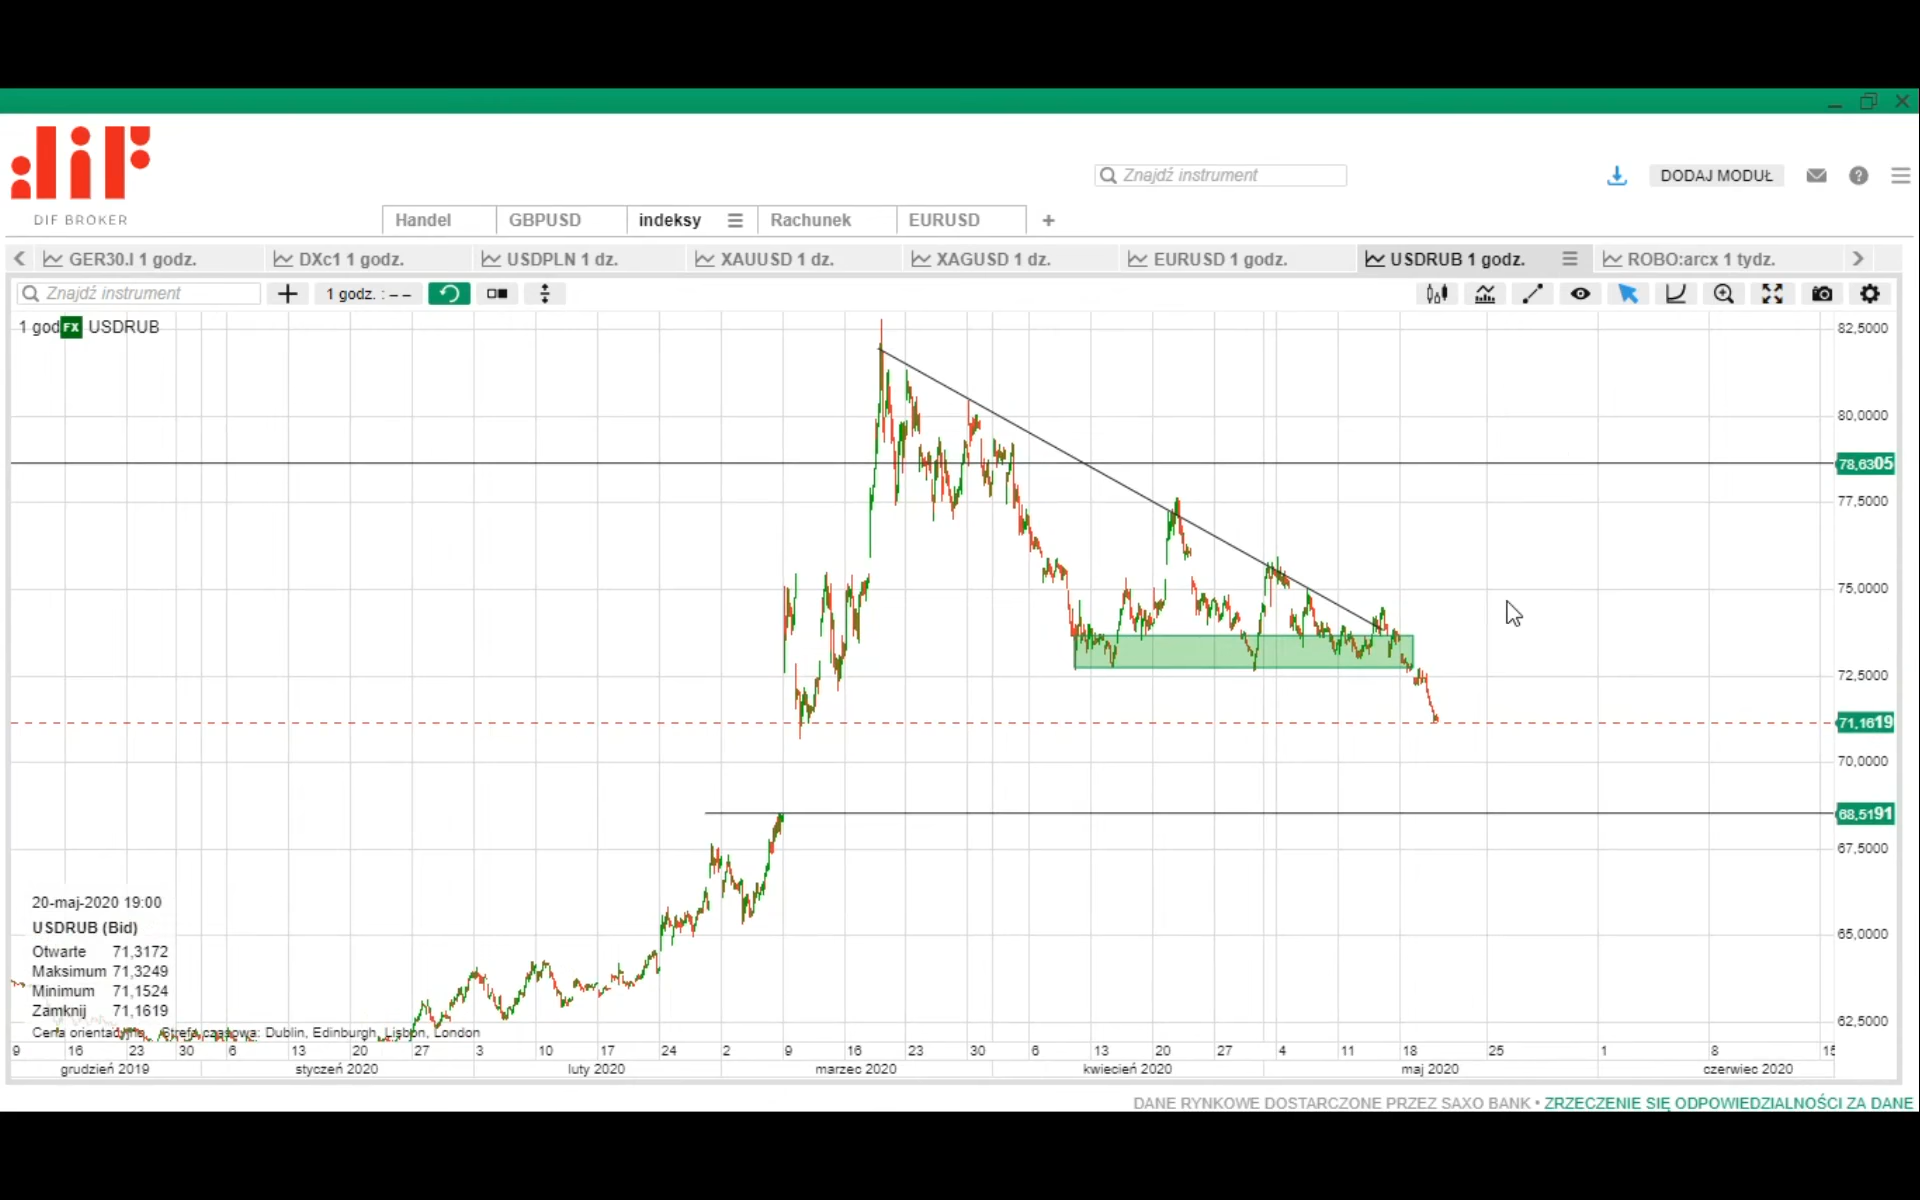 dif
DIF BROKER
Znajdź instrument
DODAJ MODUŁ
Handel
GBPUSD
indeksy
Rachunek
EURUSD
+
GER30.I 1 godz.
DXc1 1 godz.
USDPLN 1 dz.
XAUUSD 1 dz.
XAGUSD 1 dz.
EURUSD 1 godz.
USDRUB 1 godz.
ROBO:arcx 1 tydz.
Znajdź instrument
1 godz. : – –
1 god FX USDRUB
82,5000
80,0000
78,6305
77,5000
75,0000
72,5000
71,1619
70,0000
68,5191
67,5000
65,0000
62,5000
20-maj-2020 19:00
USDRUB (Bid)
Otwarte 71,3172
Maksimum 71,3249
Minimum 71,1524
Zamknij 71,1619
Cena orientacyjna. Strefa czasowa: Dublin, Edinburgh, Lisbon, London
9 16 23 30 6 13 20 27 3 10 17 24 2 9 16 23 30 6 13 20 27 4 11 18 25 1 8 15
grudzień 2019 styczeń 2020 luty 2020 marzec 2020 kwiecień 2020 maj 2020 czerwiec 2020
DANE RYNKOWE DOSTARCZONE PRZEZ SAXO BANK • ZRZECZENIE SIĘ ODPOWIEDZIALNOŚCI ZA DANE